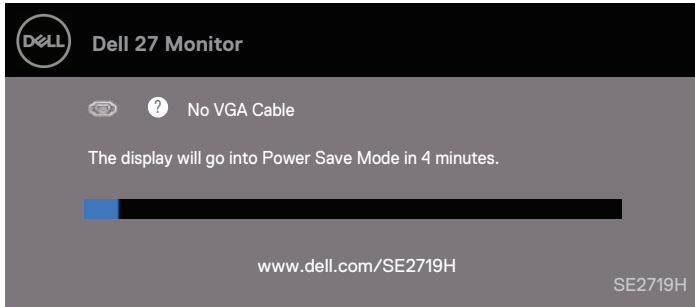 DELL
Dell 27 Monitor
? No VGA Cable
The display will go into Power Save Mode in 4 minutes.
www.dell.com/SE2719H
SE2719H